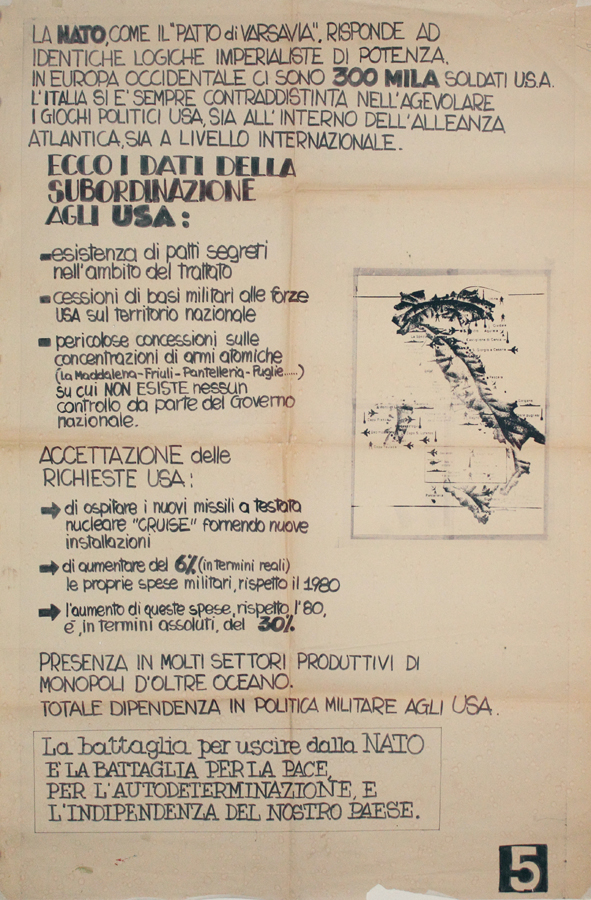 LA NATO, COME IL "PATTO di VARSAVIA", RISPONDE AD
IDENTICHE LOGICHE IMPERIALISTE DI POTENZA.
IN EUROPA OCCIDENTALE CI SONO 300 MILA SOLDATI U.S.A.
L'ITALIA SI E' SEMPRE CONTRADDISTINTA NELL'AGEVOLARE
I GIOCHI POLITICI USA, SIA ALL'INTERNO DELL'ALLEANZA
ATLANTICA, SIA A LIVELLO INTERNAZIONALE.
ECCO I DATI DELLA
SUBORDINAZIONE
AGLI USA:
-esistenza di patti segreti
nell'ambito del trattato
- cessioni di basi militari alle forze
USA sul territorio nazionale
- pericolose concessioni sulle
concentrazioni di armi atomiche
(La Maddalena - Friuli - Pantelleria - Puglie.....)
su cui NON ESISTE nessun
controllo da parte del Governo
nazionale.
ACCETTAZIONE delle
RICHIESTE USA:
➡ di ospitare i nuovi missili a testata
nucleare "CRUISE" fornendo nuove
installazioni
➡ di aumentare del 6% (in termini reali)
le proprie spese militari, rispetto il 1980
➡ l'aumento di queste spese, rispetto l'80,
e', in termini assoluti, del 30%.
PRESENZA IN MOLTI SETTORI PRODUTTIVI DI
MONOPOLI D'OLTRE OCEANO.
TOTALE DIPENDENZA IN POLITICA MILITARE AGLI USA.
La battaglia per uscire dalla NATO
E' LA BATTAGLIA PER LA PACE,
PER L'AUTODETERMINAZIONE, E
L'INDIPENDENZA DEL NOSTRO PAESE.
5